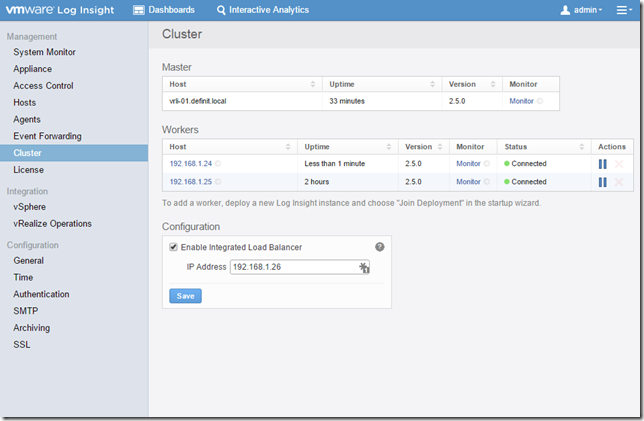 vmware Log Insight Dashboards Interactive Analytics admin
Management
System Monitor
Appliance
Access Control
Hosts
Agents
Event Forwarding
Cluster
License
Integration
vSphere
vRealize Operations
Configuration
General
Time
Authentication
SMTP
Archiving
SSL
Cluster
Master
Host Uptime Version Monitor
vrli-01.definit.local 33 minutes 2.5.0 Monitor
Workers
Host Uptime Version Monitor Status Actions
192.168.1.24 Less than 1 minute 2.5.0 Monitor Connected
192.168.1.25 2 hours 2.5.0 Monitor Connected
To add a worker, deploy a new Log Insight instance and choose "Join Deployment" in the startup wizard.
Configuration
Enable Integrated Load Balancer ?
IP Address 192.168.1.26 1
Save